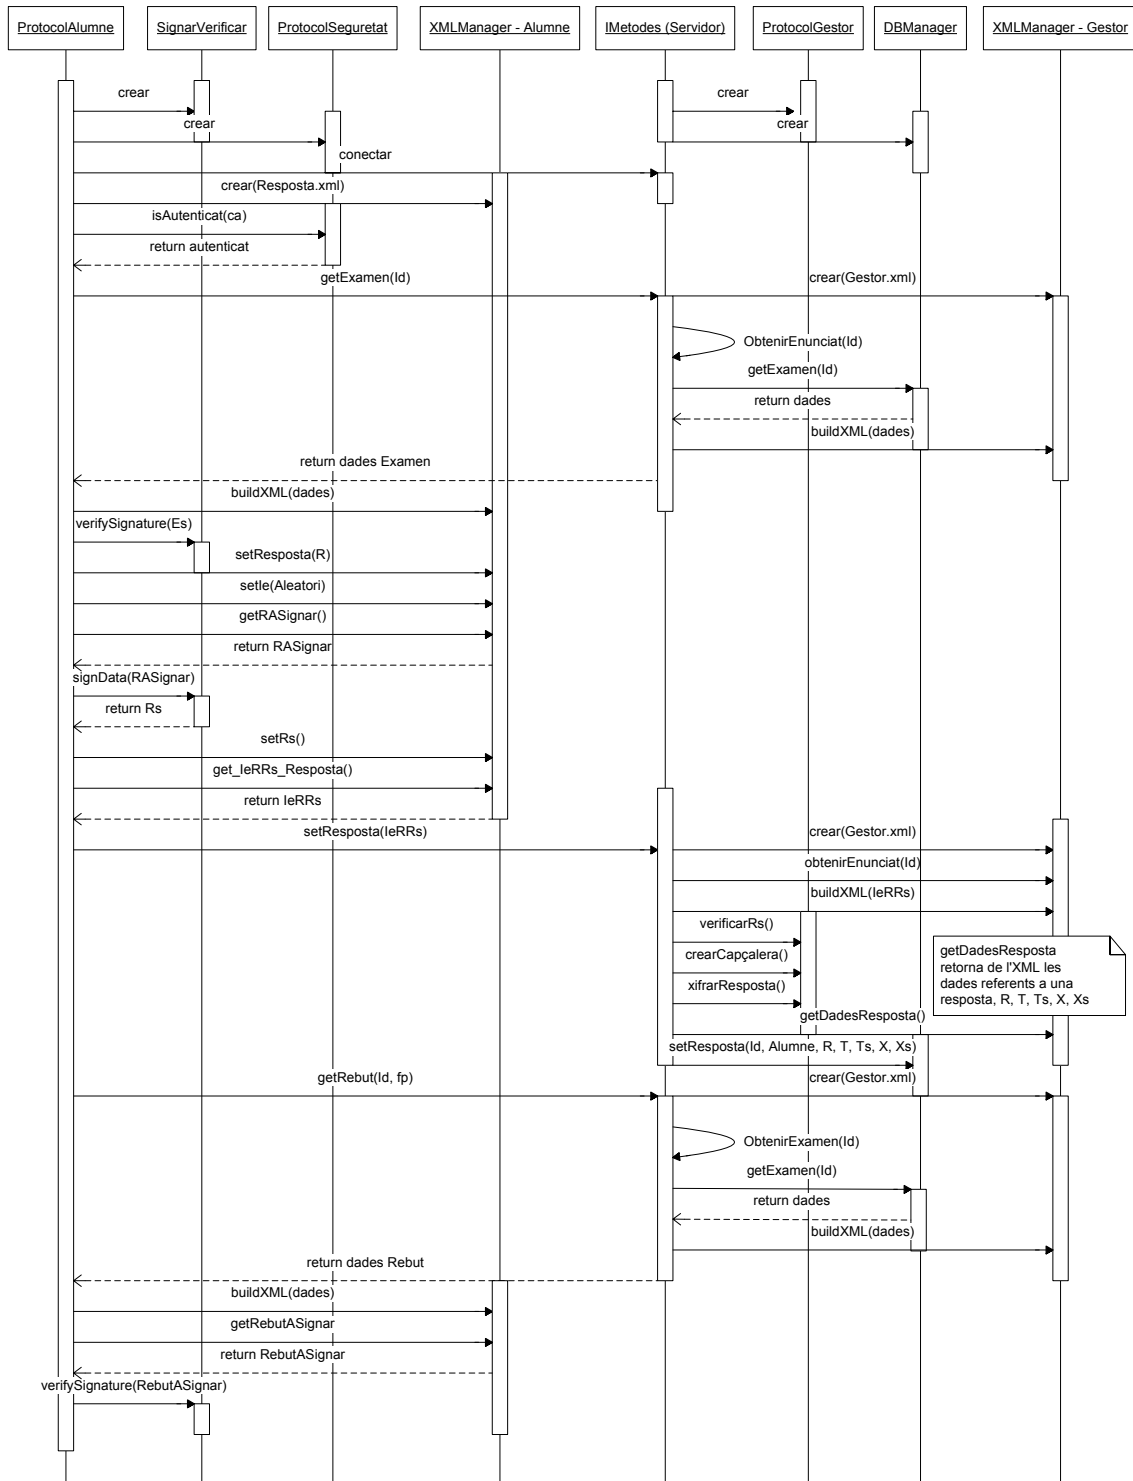 ProtocolAlumne SignarVerificar ProtocolSeguretat XMLManager - Alumne IMetodes (Servidor) ProtocolGestor DBManager XMLManager - Gestor
crear crear
crear crear
conectar
crear(Resposta.xml)
isAutenticat(ca)
return autenticat
getExamen(Id) crear(Gestor.xml)
ObtenirEnunciat(Id)
getExamen(Id)
return dades
buildXML(dades)
return dades Examen
buildXML(dades)
verifySignature(Es)
setResposta(R)
setIe(Aleatori)
getRASignar()
return RASignar
signData(RASignar)
return Rs
setRs()
get_IeRRs_Resposta()
return IeRRs
setResposta(IeRRs) crear(Gestor.xml)
obtenirEnunciat(Id)
buildXML(IeRRs)
verificarRs()
crearCapçalera()
xifrarResposta()
getDadesResposta
retorna de l'XML les
dades referents a una
resposta, R, T, Ts, X, Xs
getDadesResposta()
setResposta(Id, Alumne, R, T, Ts, X, Xs)
getRebut(Id, fp) crear(Gestor.xml)
ObtenirExamen(Id)
getExamen(Id)
return dades
buildXML(dades)
return dades Rebut
buildXML(dades)
getRebutASignar
return RebutASignar
verifySignature(RebutASignar)